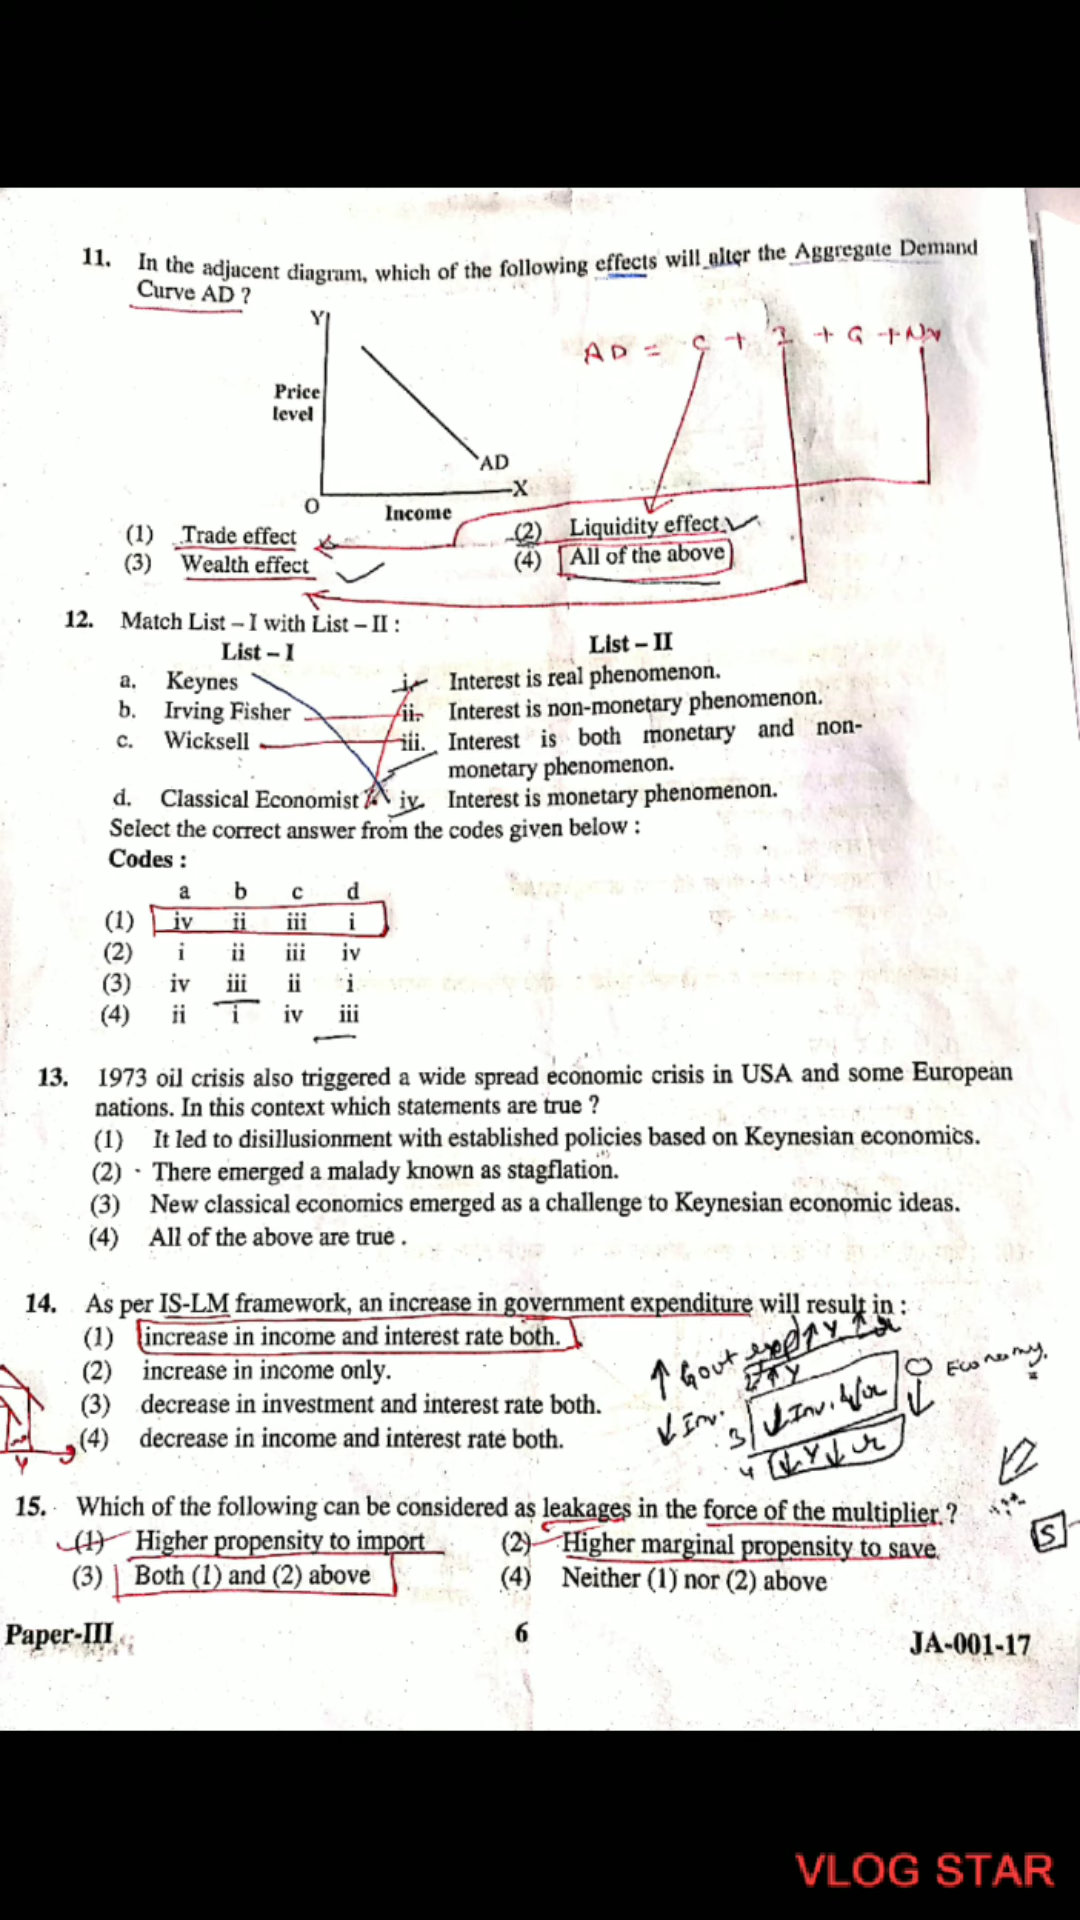 11. In the adjacent diagram, which of the following effects will alter the Aggregate Demand
Curve AD ?
Y
AD = C + I + G + NX
Price
level
AD
X
O
Income
(1) Trade effect (2) Liquidity effect
(3) Wealth effect (4) All of the above
12. Match List – I with List – II :
List – I List – II
a. Keynes i. Interest is real phenomenon.
b. Irving Fisher ii. Interest is non-monetary phenomenon.
c. Wicksell iii. Interest is both monetary and non-
monetary phenomenon.
d. Classical Economist iv. Interest is monetary phenomenon.
Select the correct answer from the codes given below :
Codes :
a b c d
(1) iv ii iii i
(2) i ii iii iv
(3) iv iii ii i
(4) ii i iv iii
13. 1973 oil crisis also triggered a wide spread economic crisis in USA and some European
nations. In this context which statements are true ?
(1) It led to disillusionment with established policies based on Keynesian economics.
(2) There emerged a malady known as stagflation.
(3) New classical economics emerged as a challenge to Keynesian economic ideas.
(4) All of the above are true .
14. As per IS-LM framework, an increase in government expenditure will result in :
(1) increase in income and interest rate both.
(2) increase in income only.
(3) decrease in investment and interest rate both.
(4) decrease in income and interest rate both.
↑ Govt exp ↑ Y ↑ r
2 ↑ Y
Economy.
↓ Inv. 3 ↓ Inv. ↓ r
4 ↓ Y ↓ r
Y
15. Which of the following can be considered as leakages in the force of the multiplier ?
(1) Higher propensity to import (2) Higher marginal propensity to save.
(3) Both (1) and (2) above (4) Neither (1) nor (2) above
S
Paper-III 6 JA-001-17
VLOG STAR